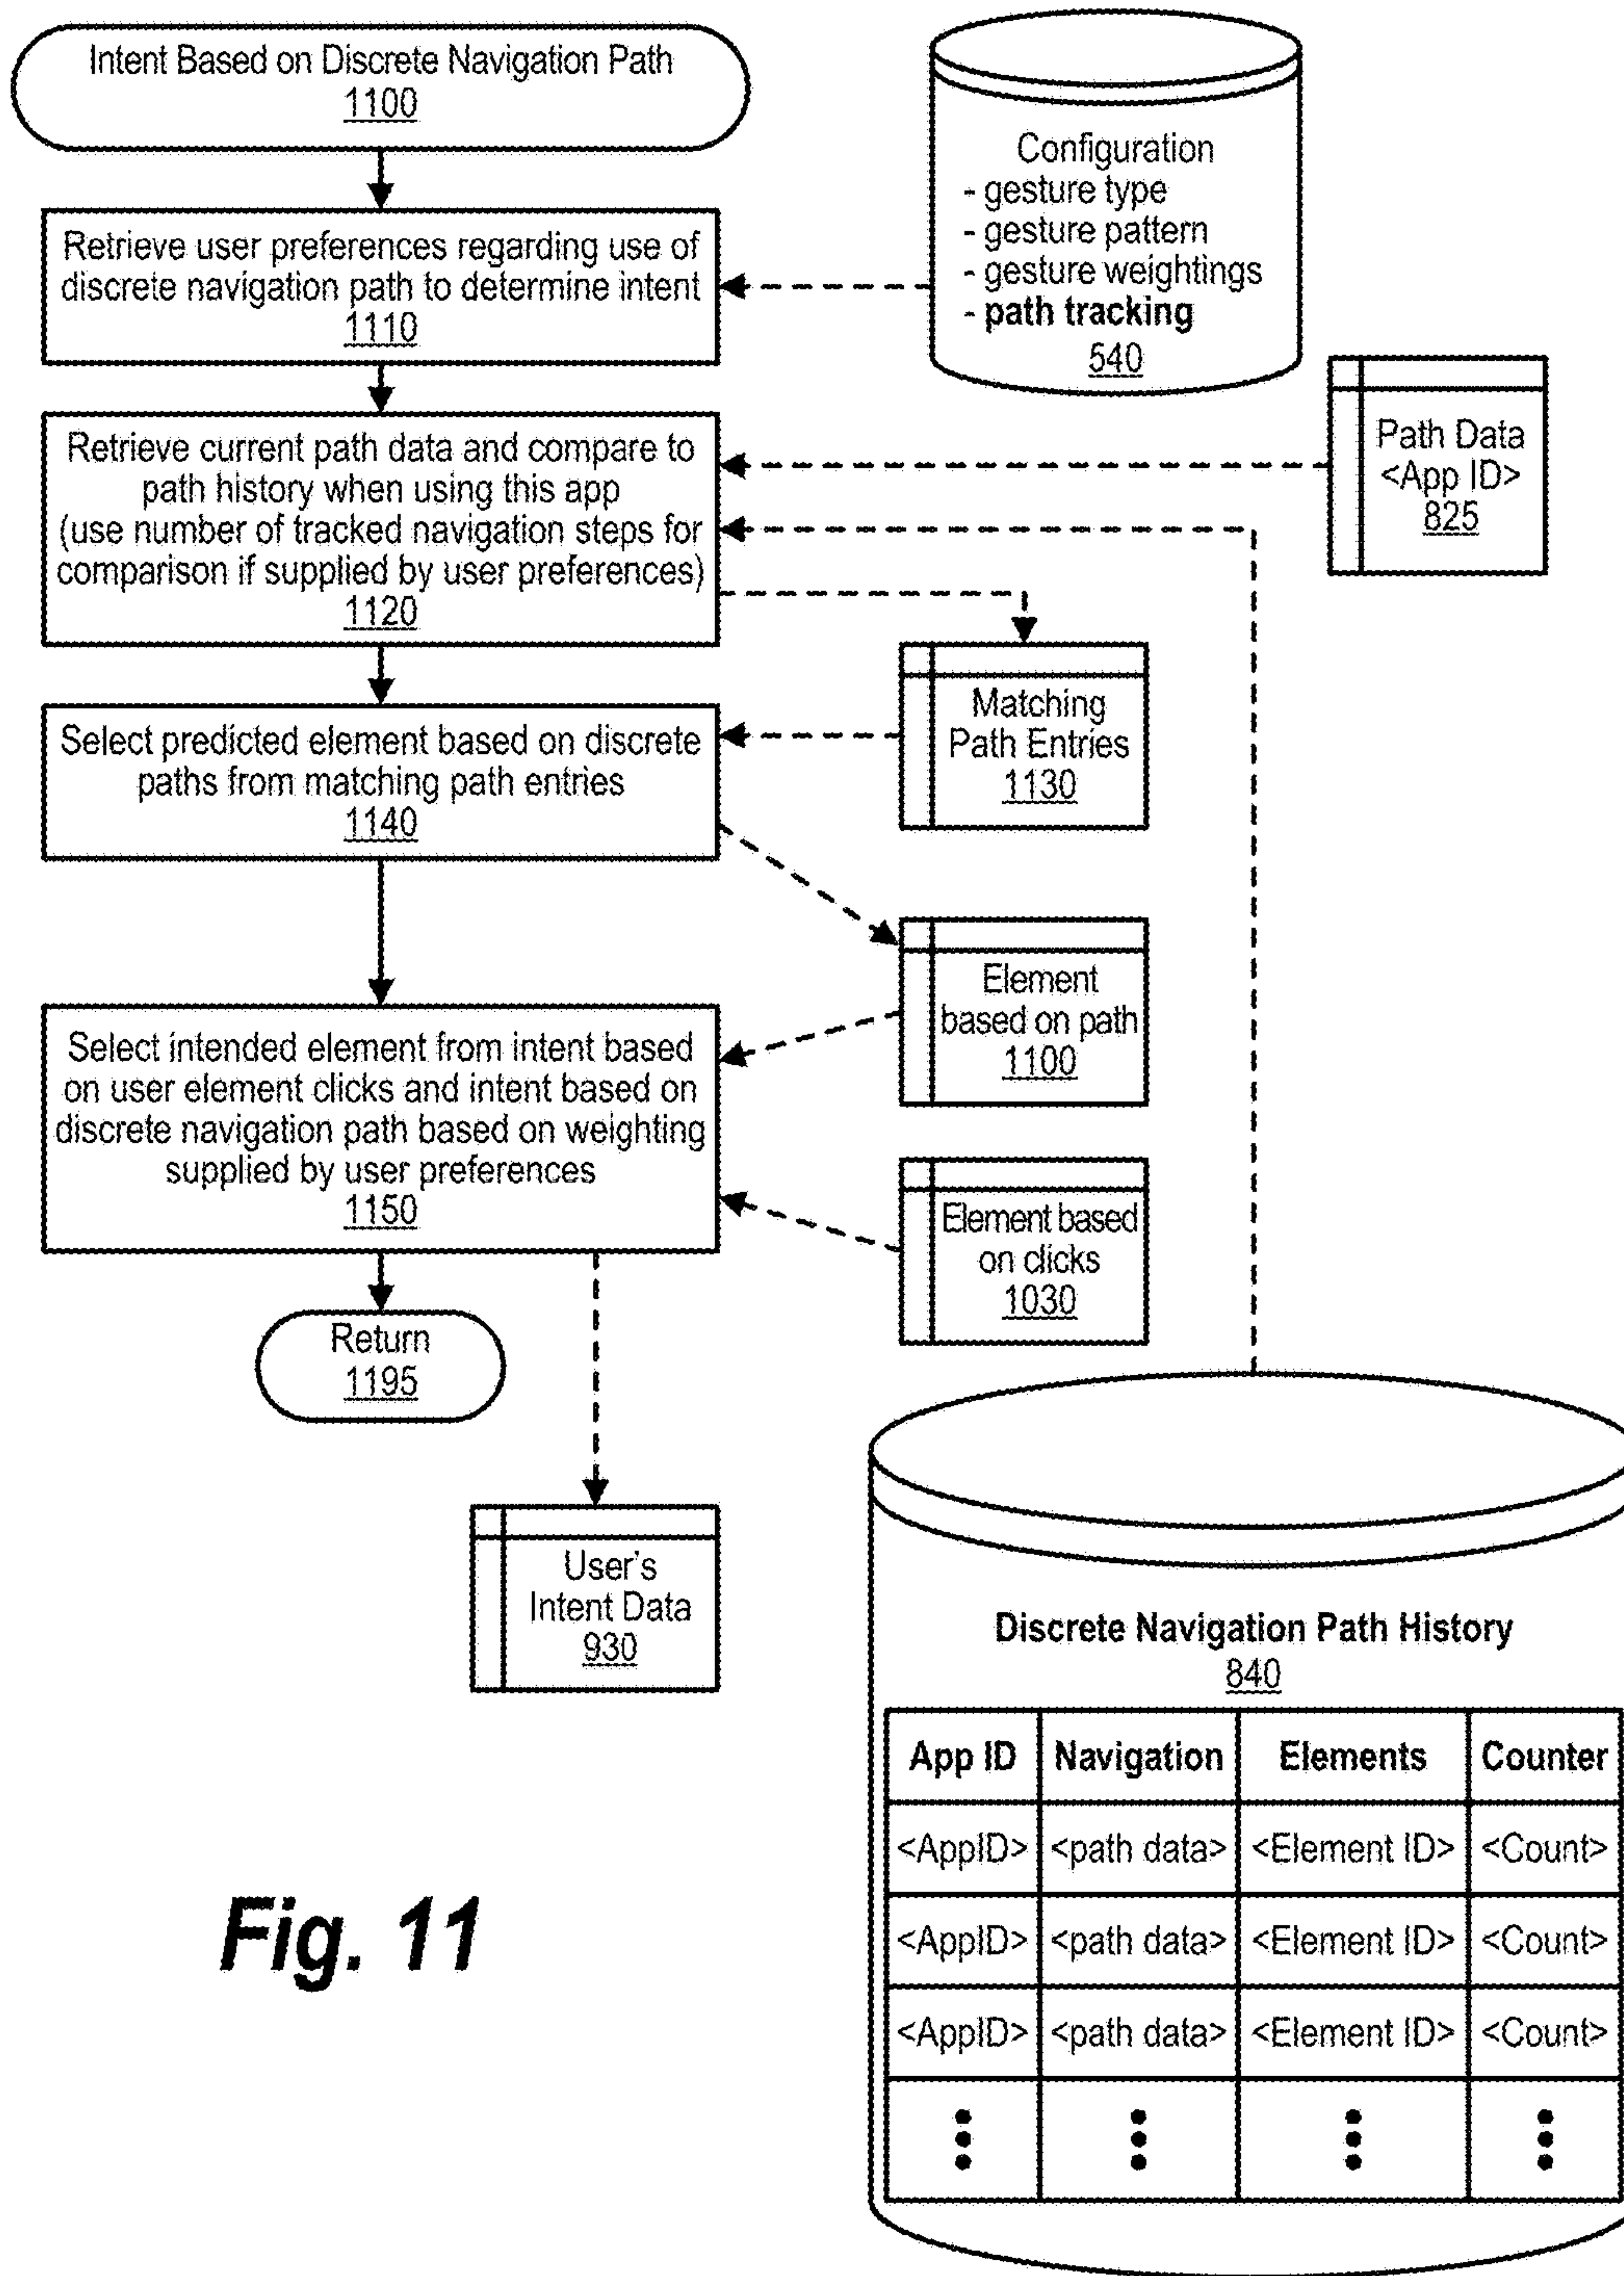 Intent Based on Discrete Navigation Path
1100
Retrieve user preferences regarding use of
discrete navigation path to determine intent
1110
Configuration
- gesture type
- gesture pattern
- gesture weightings
- path tracking
540
Path Data
<App ID>
825
Retrieve current path data and compare to
path history when using this app
(use number of tracked navigation steps for
comparison if supplied by user preferences)
1120
Matching
Path Entries
1130
Select predicted element based on discrete
paths from matching path entries
1140
Element
based on path
1100
Select intended element from intent based
on user element clicks and intent based on
discrete navigation path based on weighting
supplied by user preferences
1150
Element based
on clicks
1030
Return
1195
User's
Intent Data
930
Discrete Navigation Path History
840
App ID Navigation Elements Counter
<AppID> <path data> <Element ID> <Count>
<AppID> <path data> <Element ID> <Count>
<AppID> <path data> <Element ID> <Count>
Fig. 11